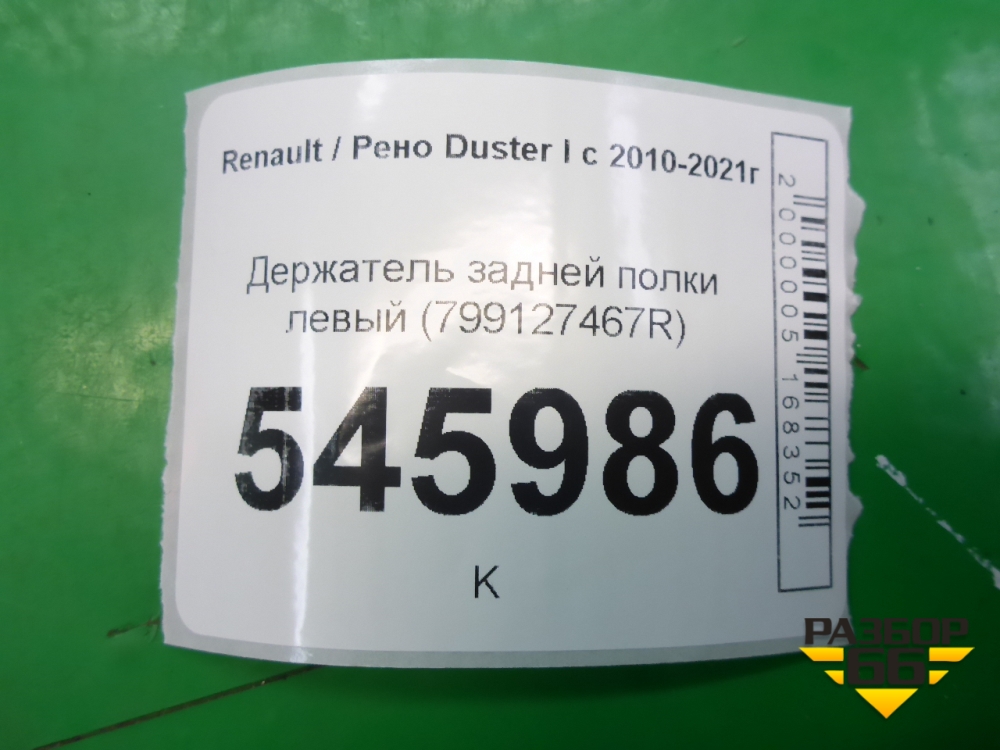 Renault / Рено Duster I с 2010-2021г
Держатель задней полки
левый (799127467R)
545986
К
2000005168352
РАЗБОР
66